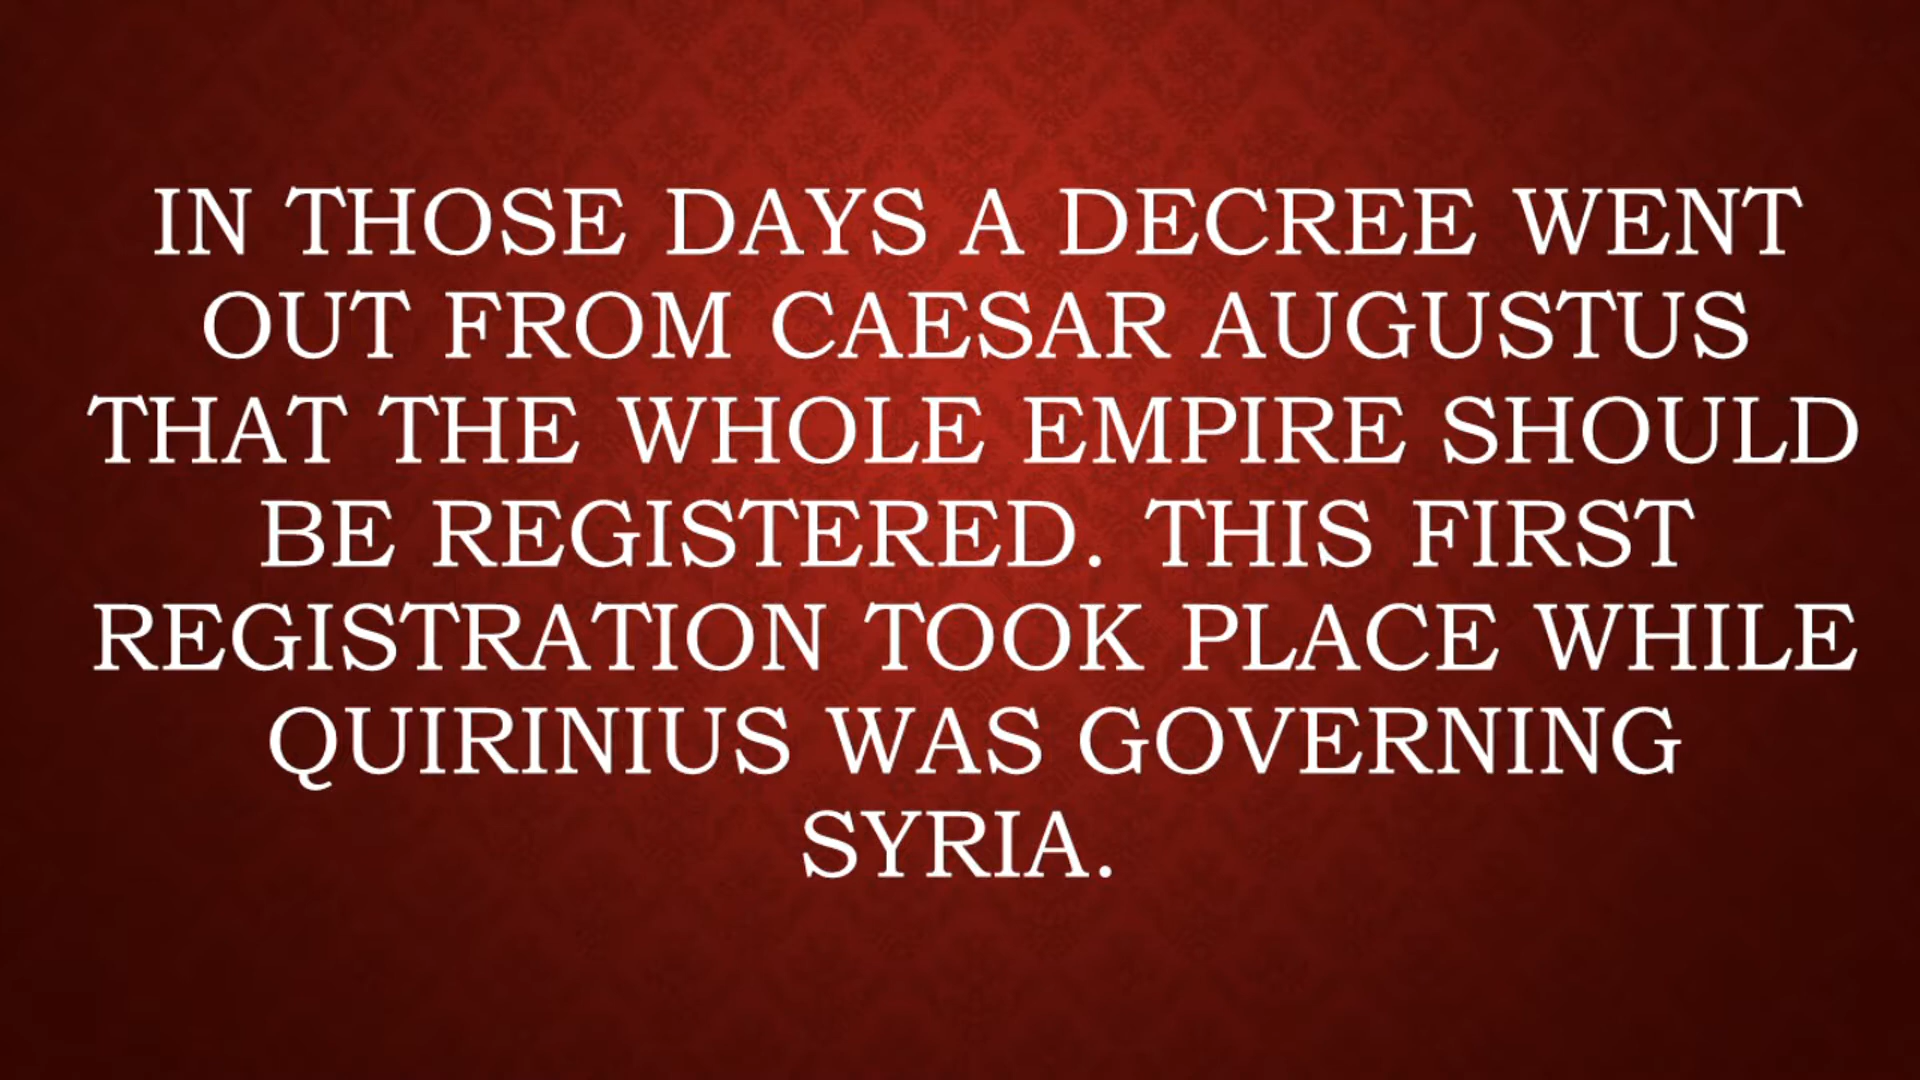 IN THOSE DAYS A DECREE WENT
OUT FROM CAESAR AUGUSTUS
THAT THE WHOLE EMPIRE SHOULD
BE REGISTERED. THIS FIRST
REGISTRATION TOOK PLACE WHILE
QUIRINIUS WAS GOVERNING
SYRIA.